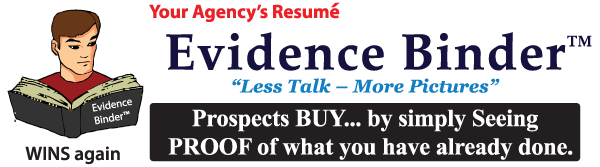 Your Agency's Resumé
Evidence Binder™
"Less Talk – More Pictures"
Prospects BUY... by simply Seeing
PROOF of what you have already done.
Evidence
Binder™
WINS again